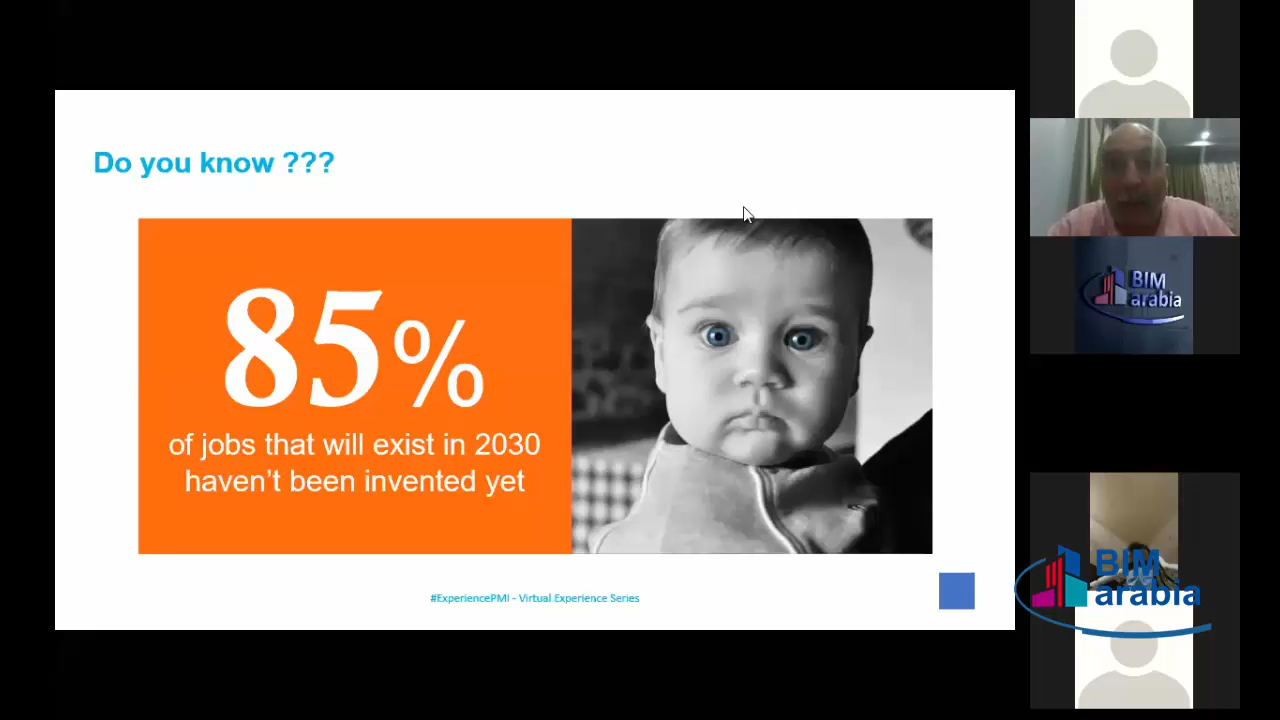 Do you know ???
85%
of jobs that will exist in 2030
haven't been invented yet
#ExperiencePMI - Virtual Experience Series
BIM
arabia
BIM
arabia